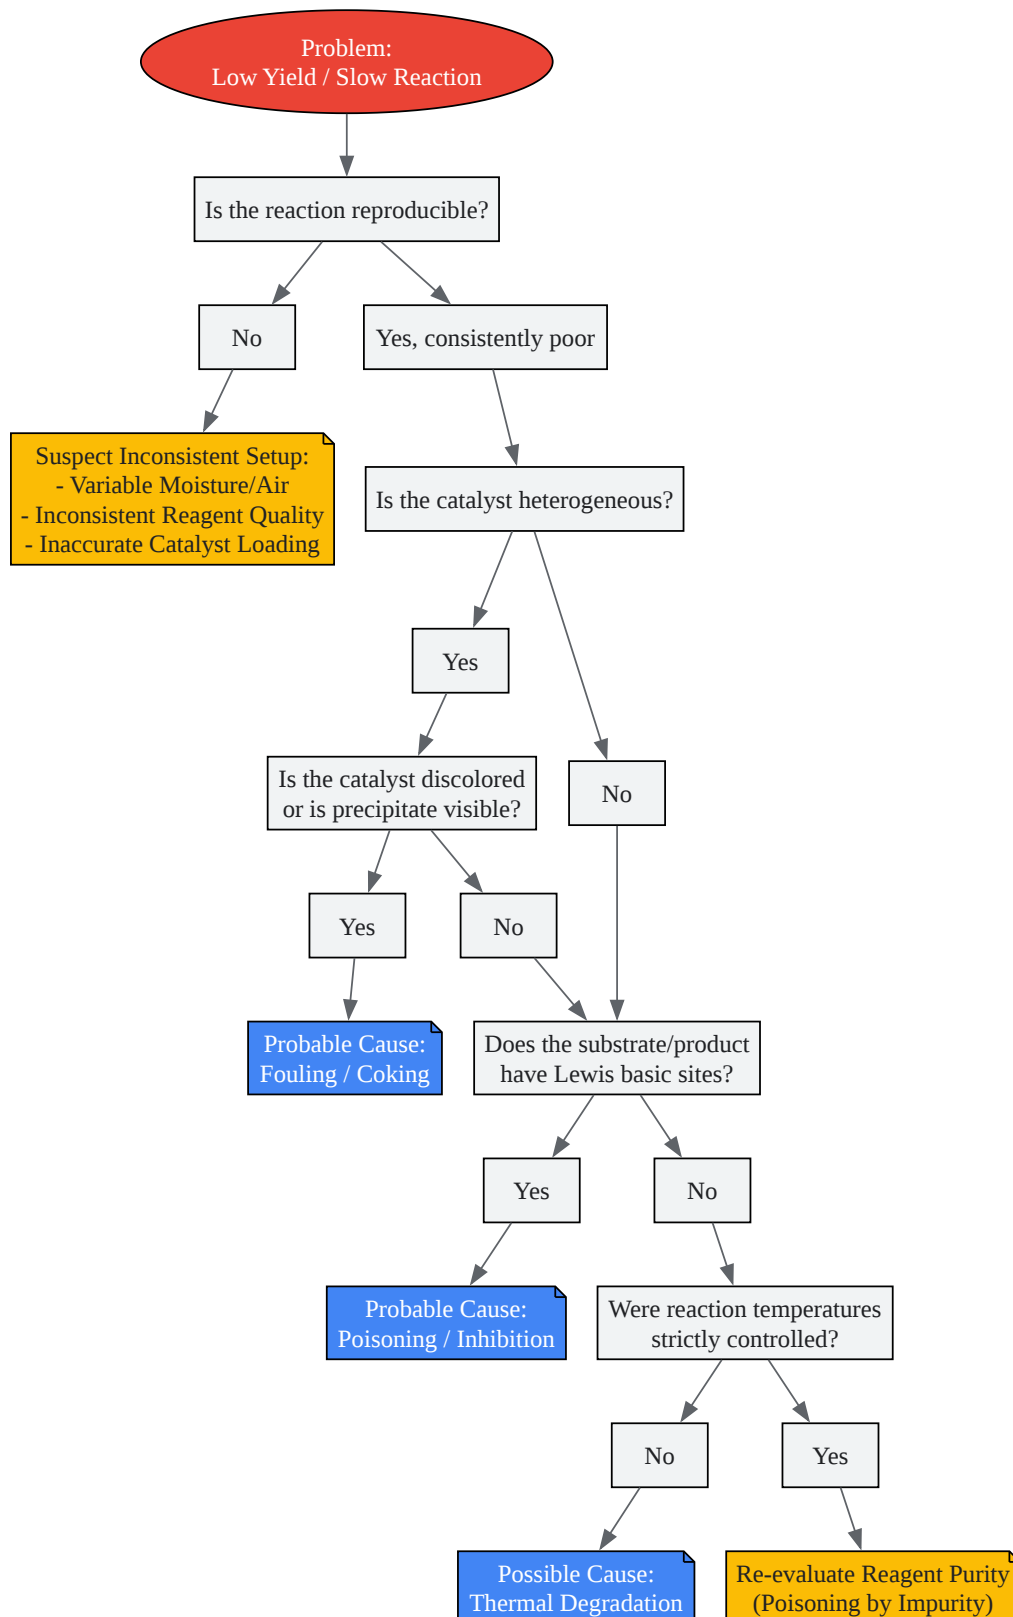 Problem:
Low Yield / Slow Reaction
Is the reaction reproducible?
No
Yes, consistently poor
Suspect Inconsistent Setup:
- Variable Moisture/Air
- Inconsistent Reagent Quality
- Inaccurate Catalyst Loading
Is the catalyst heterogeneous?
Yes
Is the catalyst discolored
or is precipitate visible?
No
Yes
No
Probable Cause:
Fouling / Coking
Does the substrate/product
have Lewis basic sites?
Yes
No
Probable Cause:
Poisoning / Inhibition
Were reaction temperatures
strictly controlled?
No
Yes
Possible Cause:
Thermal Degradation
Re-evaluate Reagent Purity
(Poisoning by Impurity)